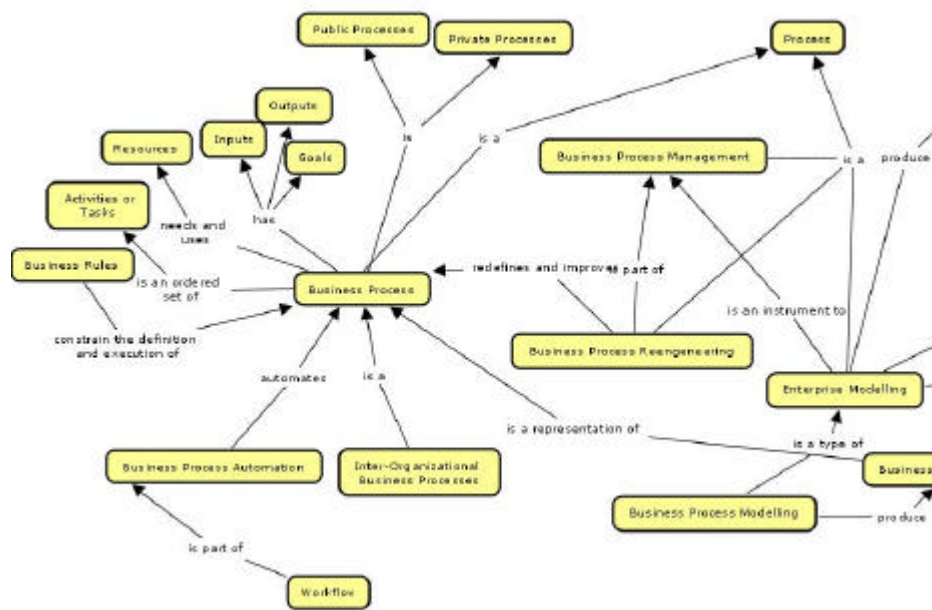 Public Processes
Private Processes
Process
Outputs
Inputs
Resources
Goals
is
is a
Business Process Management
is a
produce
Activities or
Tasks
needs and
uses
has
Business Rules
is an ordered
set of
redefines and improves
is part of
Business Process
is an instrument to
constrain the definition
and execution of
Business Process Reengeneering
automates
is a
Enterprise Modelling
is a representation of
is a type of
Business Process Automation
Inter-Organizational
Business Processes
Business
Business Process Modelling
produce
is part of
Workflow